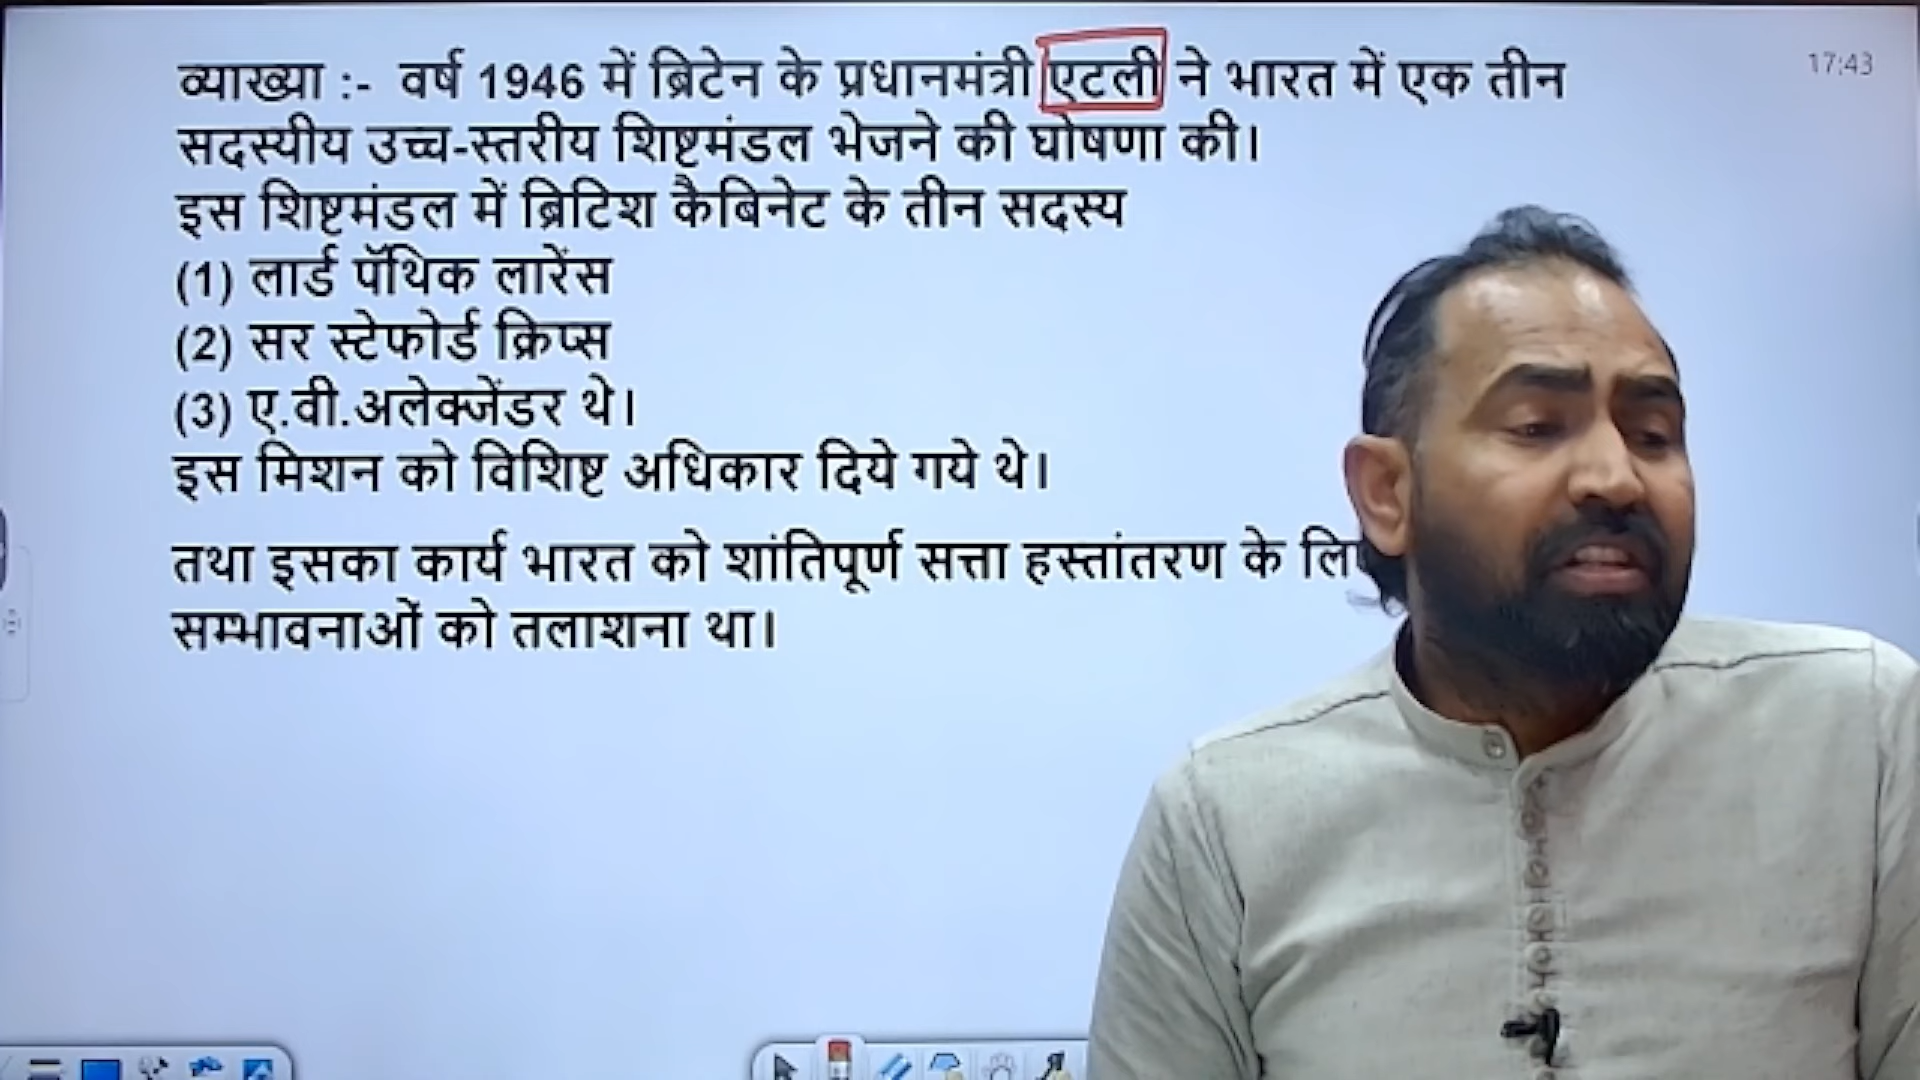 व्याख्या :- वर्ष 1946 में ब्रिटेन के प्रधानमंत्री एटली ने भारत में एक तीन
17:43
सदस्यीय उच्च-स्तरीय शिष्टमंडल भेजने की घोषणा की।
इस शिष्टमंडल में ब्रिटिश कैबिनेट के तीन सदस्य
(1) लार्ड पॅथिक लारेंस
(2) सर स्टेफोर्ड क्रिप्स
(3) ए.वी.अलेक्जेंडर थे।
इस मिशन को विशिष्ट अधिकार दिये गये थे।
तथा इसका कार्य भारत को शांतिपूर्ण सत्ता हस्तांतरण के
सम्भावनाओं को तलाशना था।